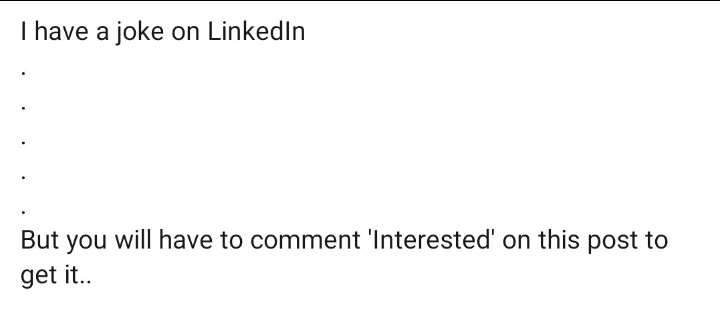 I have a joke on LinkedIn
.
.
.
.
.
But you will have to comment 'Interested' on this post to
get it..